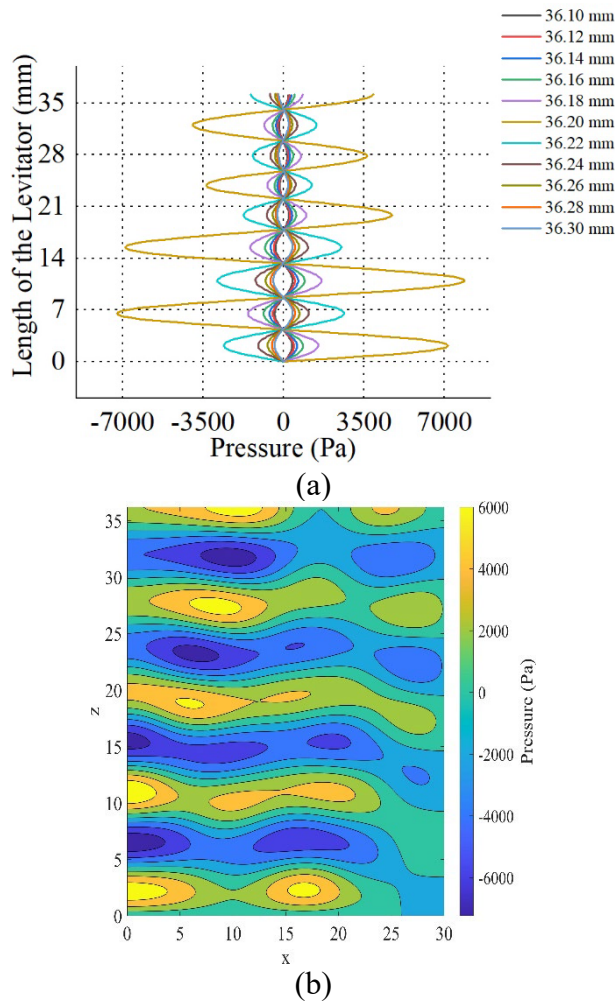 36.10 mm
36.12 mm
36.14 mm
36.16 mm
36.18 mm
36.20 mm
36.22 mm
36.24 mm
36.26 mm
36.28 mm
36.30 mm
Length of the Levitator (mm)
35
28
21
14
7
0
-7000 -3500 0 3500 7000
Pressure (Pa)
(a)
z
35
30
25
20
15
10
5
0
0 5 10 15 20 25 30
x
6000
4000
2000
0
-2000
-4000
-6000
Pressure (Pa)
(b)